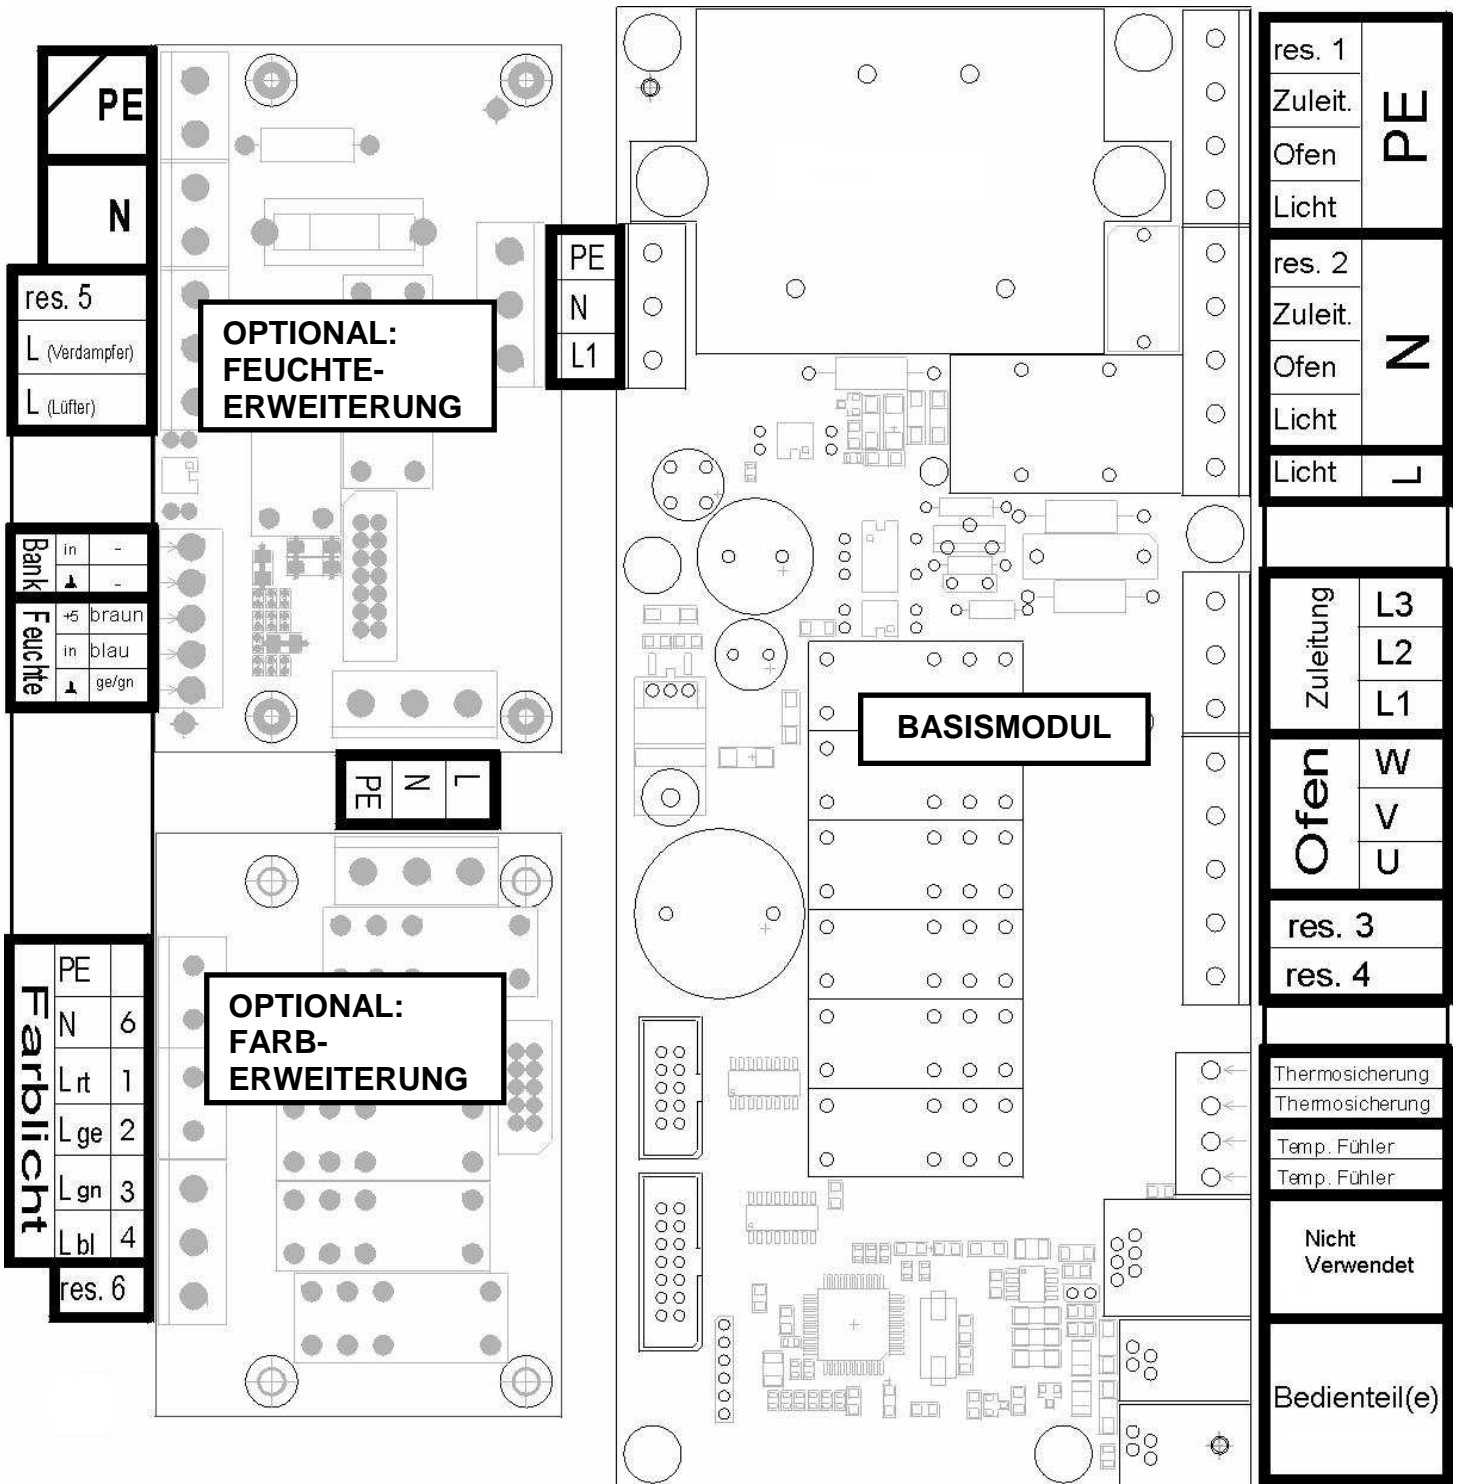 PE
N
res. 5
L (Verdampfer)
L (Lüfter)
OPTIONAL:
FEUCHTE-
ERWEITERUNG
PE
N
L1
Bank
in -
-
Feuchte
+5 braun
in blau
ge/gn
PE N L
Farblicht
PE
N 6
L rt 1
L ge 2
L gn 3
L bl 4
res. 6
OPTIONAL:
FARB-
ERWEITERUNG
BASISMODUL
PE
res. 1
Zuleit.
Ofen
Licht
N
res. 2
Zuleit.
Ofen
Licht
Licht L
Zuleitung
L3
L2
L1
Ofen
W
V
U
res. 3
res. 4
Thermosicherung
Thermosicherung
Temp. Fühler
Temp. Fühler
Nicht
Verwendet
Bedienteil(e)